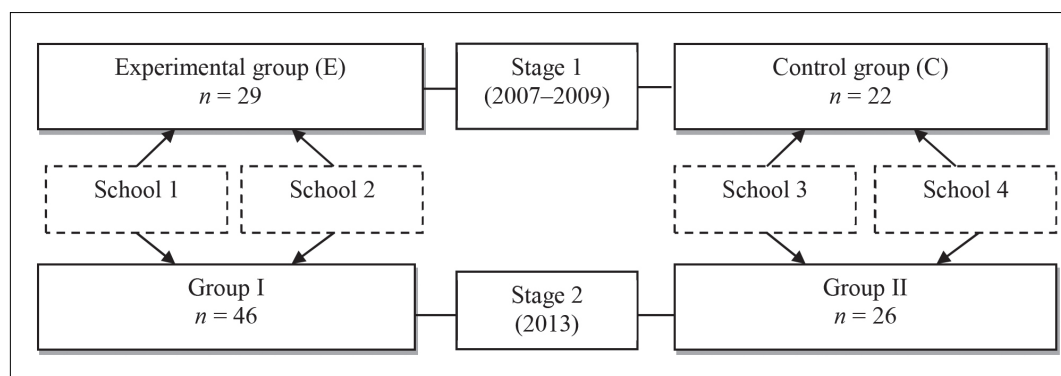 Experimental group (E)
n = 29
Stage 1
(2007–2009)
Control group (C)
n = 22
School 1
School 2
School 3
School 4
Group I
n = 46
Stage 2
(2013)
Group II
n = 26